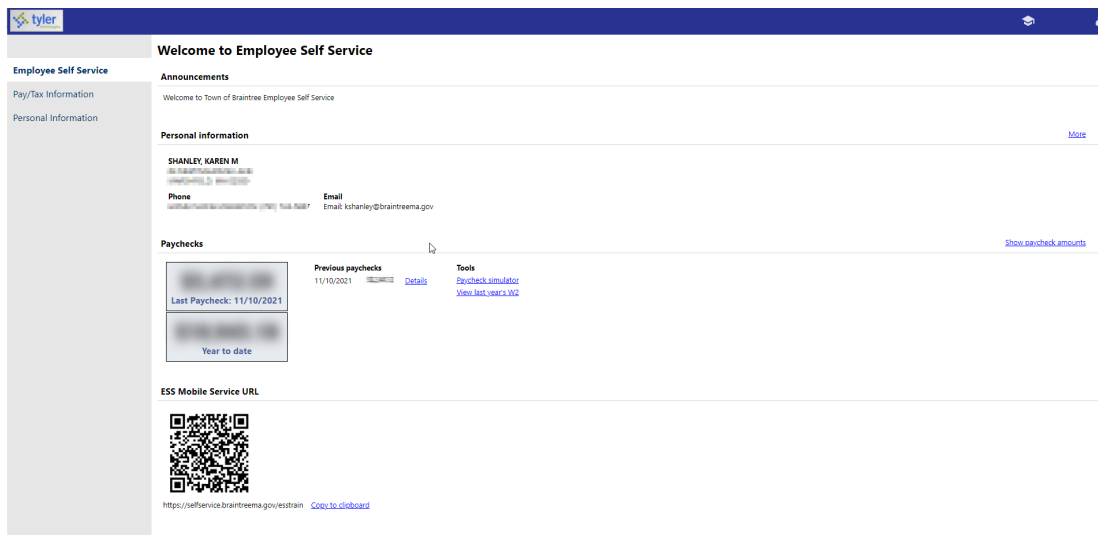 tyler
Welcome to Employee Self Service
Employee Self Service
Pay/Tax Information
Personal Information
Announcements
Welcome to Town of Braintree Employee Self Service
Personal information
More
SHANLEY, KAREN M
Phone
Email
Email: kshanley@braintreema.gov
Paychecks
Show paycheck amounts
Last Paycheck: 11/10/2021
Year to date
Previous paychecks
11/10/2021 Details
Tools
Paycheck simulator
View last year's W2
ESS Mobile Service URL
https://selfservice.braintreema.gov/esstrain Copy to clipboard